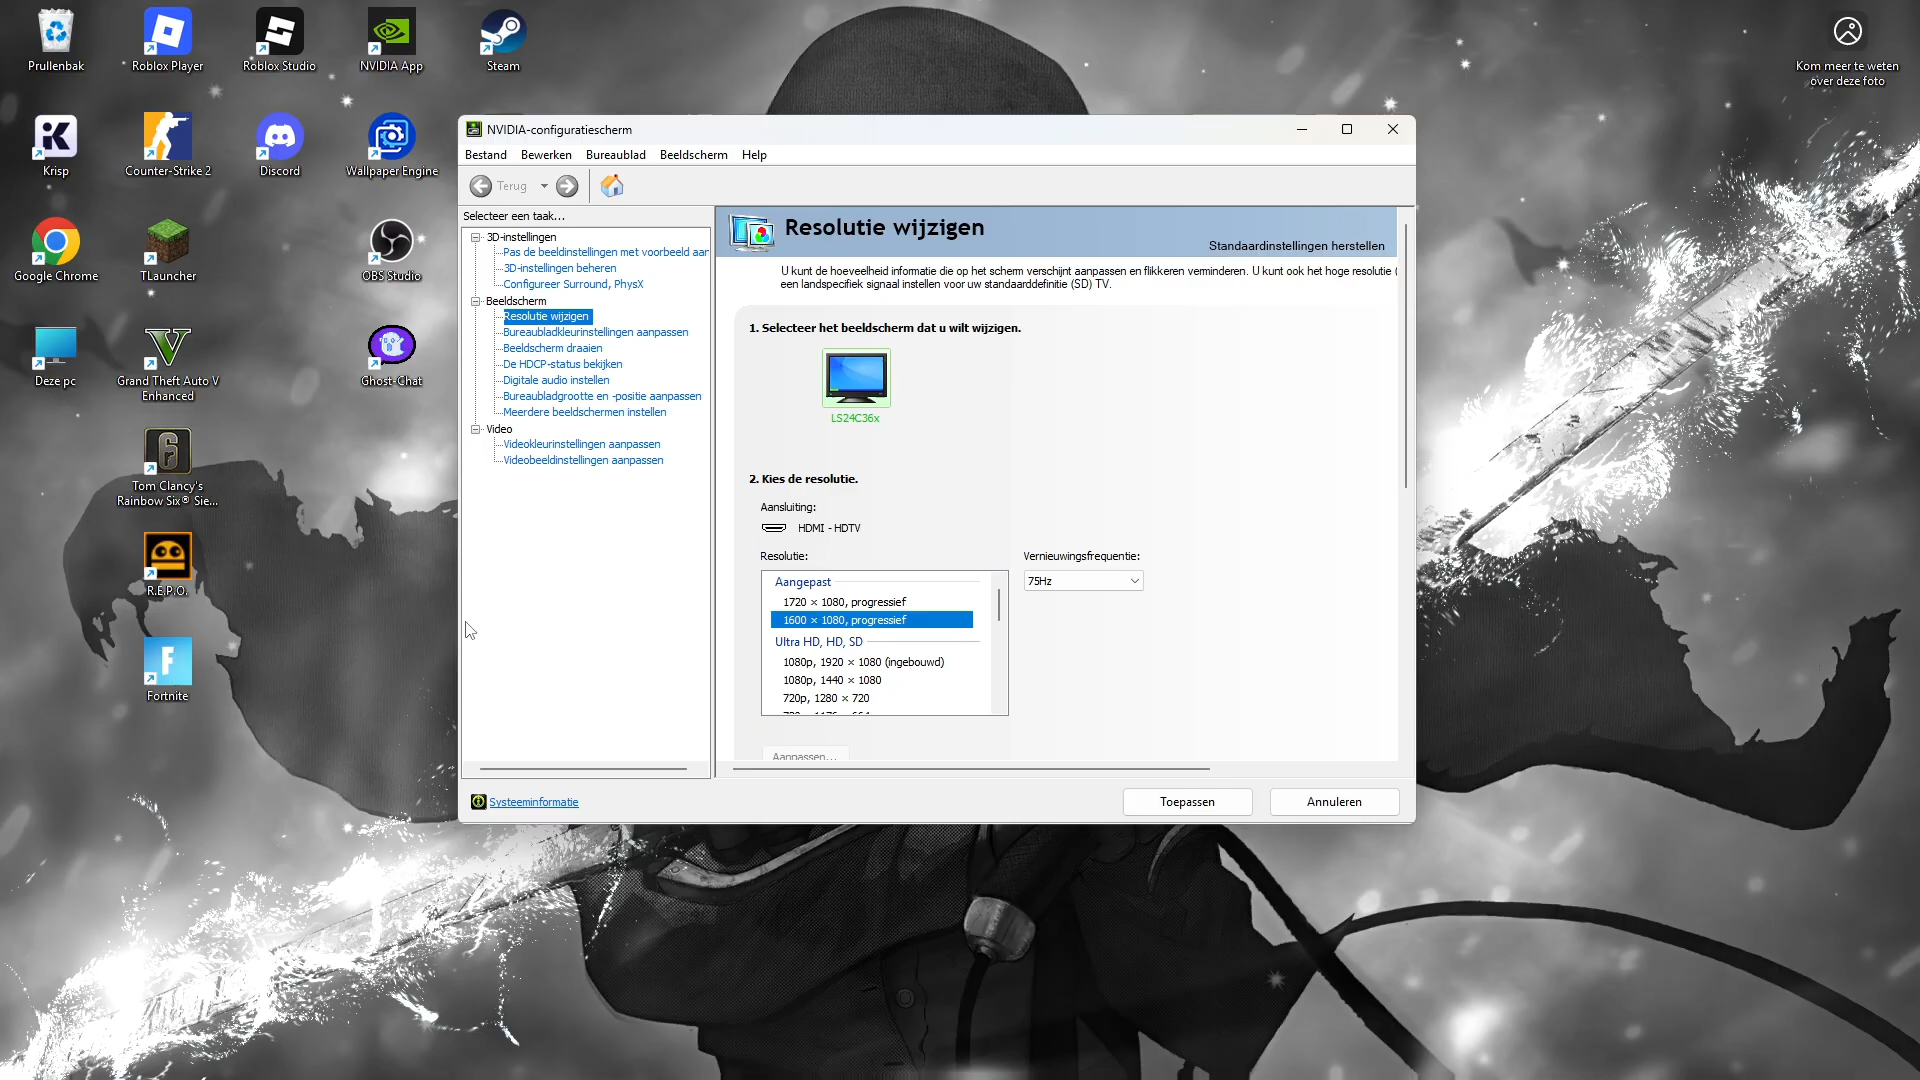 Prullenbak
Roblox Player
Roblox Studio
NVIDIA App
Steam
Kom meer te weten
over deze foto
Krisp
Counter-Strike 2
Discord
Wallpaper Engine
Google Chrome
TLauncher
OBS Studio
Deze pc
Grand Theft Auto V
Enhanced
Ghost-Chat
Tom Clancy's
Rainbow Six® Sie...
R.E.P.O.
Fortnite
NVIDIA-configuratiescherm
Bestand Bewerken Bureaublad Beeldscherm Help
Terug
Selecteer een taak...
3D-instellingen
Pas de beeldinstellingen met voorbeeld aan
3D-instellingen beheren
Configureer Surround, PhysX
Beeldscherm
Resolutie wijzigen
Bureaubladkleurinstellingen aanpassen
Beeldscherm draaien
De HDCP-status bekijken
Digitale audio instellen
Bureaubladgrootte en -positie aanpassen
Meerdere beeldschermen instellen
Video
Videokleurinstellingen aanpassen
Videobeeldinstellingen aanpassen
Systeeminformatie
Resolutie wijzigen
Standaardinstellingen herstellen
U kunt de hoeveelheid informatie die op het scherm verschijnt aanpassen en flikkeren verminderen. U kunt ook het hoge resolutie (
een landspecifiek signaal instellen voor uw standaarddefinitie (SD) TV.
1. Selecteer het beeldscherm dat u wilt wijzigen.
LS24C36x
2. Kies de resolutie.
Aansluiting:
HDMI - HDTV
Resolutie:
Vernieuwingsfrequentie:
75Hz
Aangepast
1720 × 1080, progressief
1600 × 1080, progressief
Ultra HD, HD, SD
1080p, 1920 × 1080 (ingebouwd)
1080p, 1440 × 1080
720p, 1280 × 720
Aanpassen...
Toepassen
Annuleren